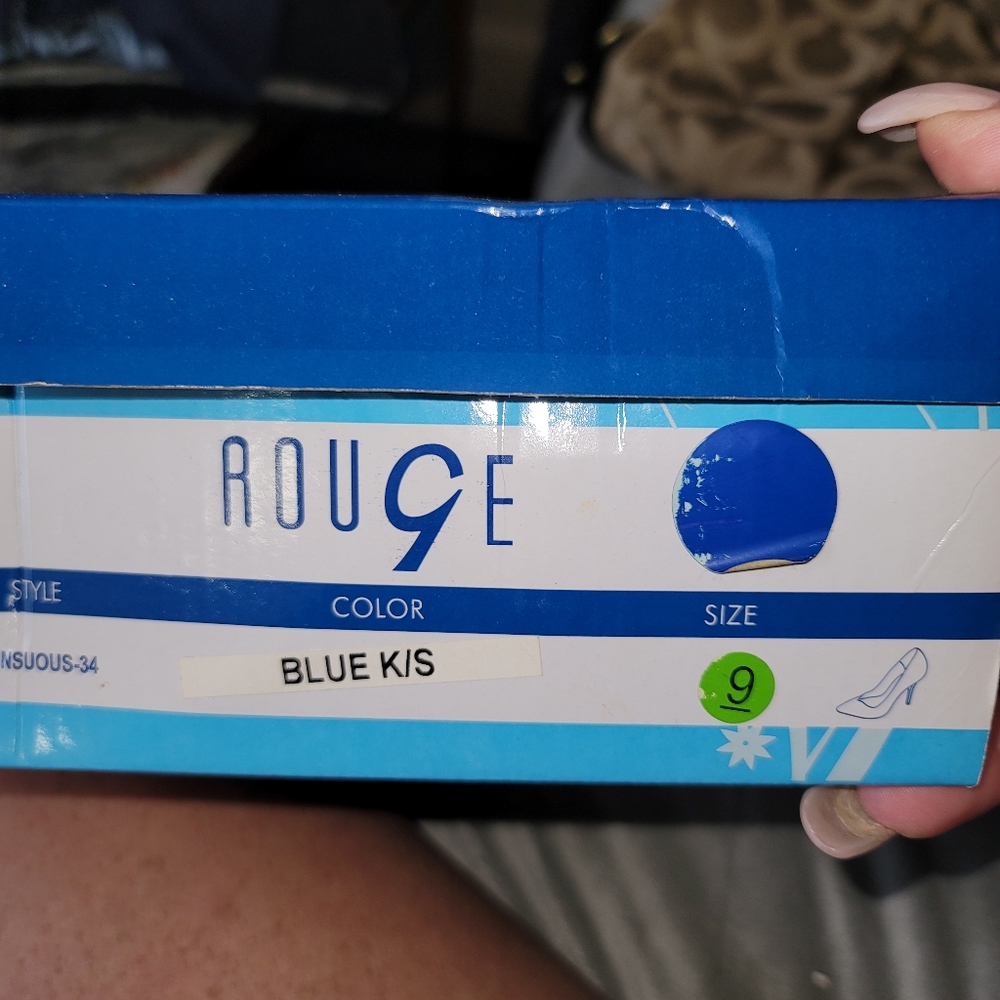 ROUGE
STYLE COLOR SIZE
NSUOUS-34 BLUE K/S 9